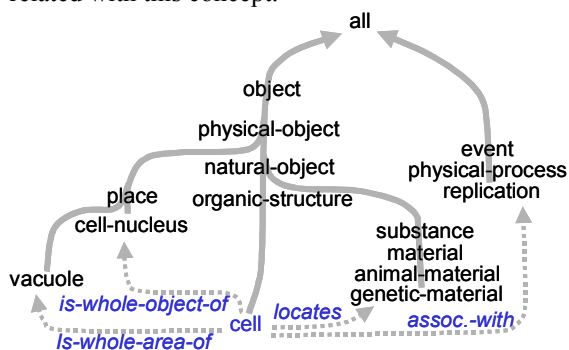 related with this concept.
all
object
physical-object
natural-object
organic-structure
event
physical-process
replication
place
cell-nucleus
substance
material
animal-material
genetic-material
vacuole
is-whole-object-of
cell
locates
assoc.-with
Is-whole-area-of